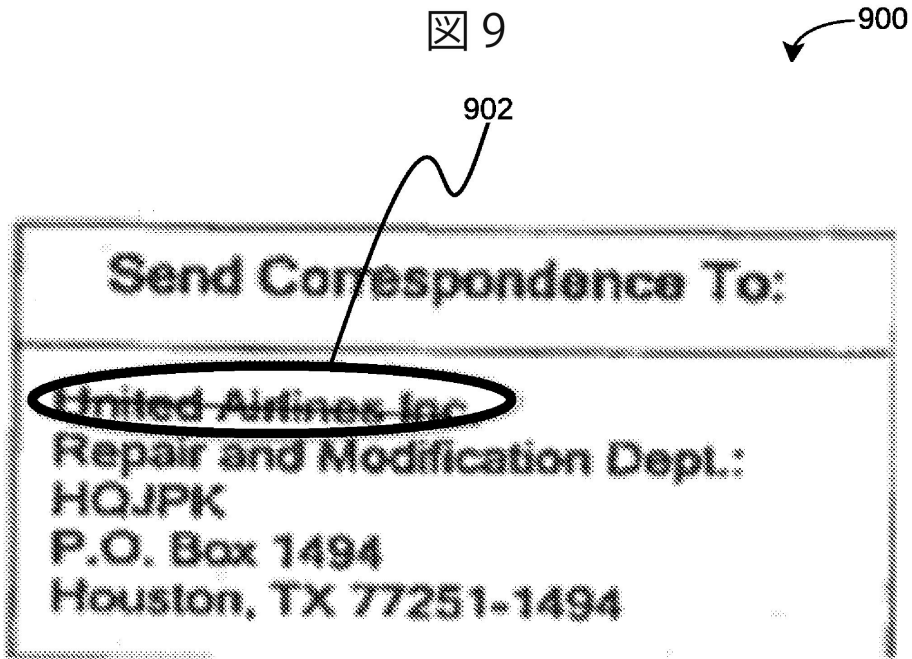 図 9
900
902
Send Correspondence To:
United Airlines Inc
Repair and Modification Dept.:
HQJPK
P.O. Box 1494
Houston, TX 77251-1494